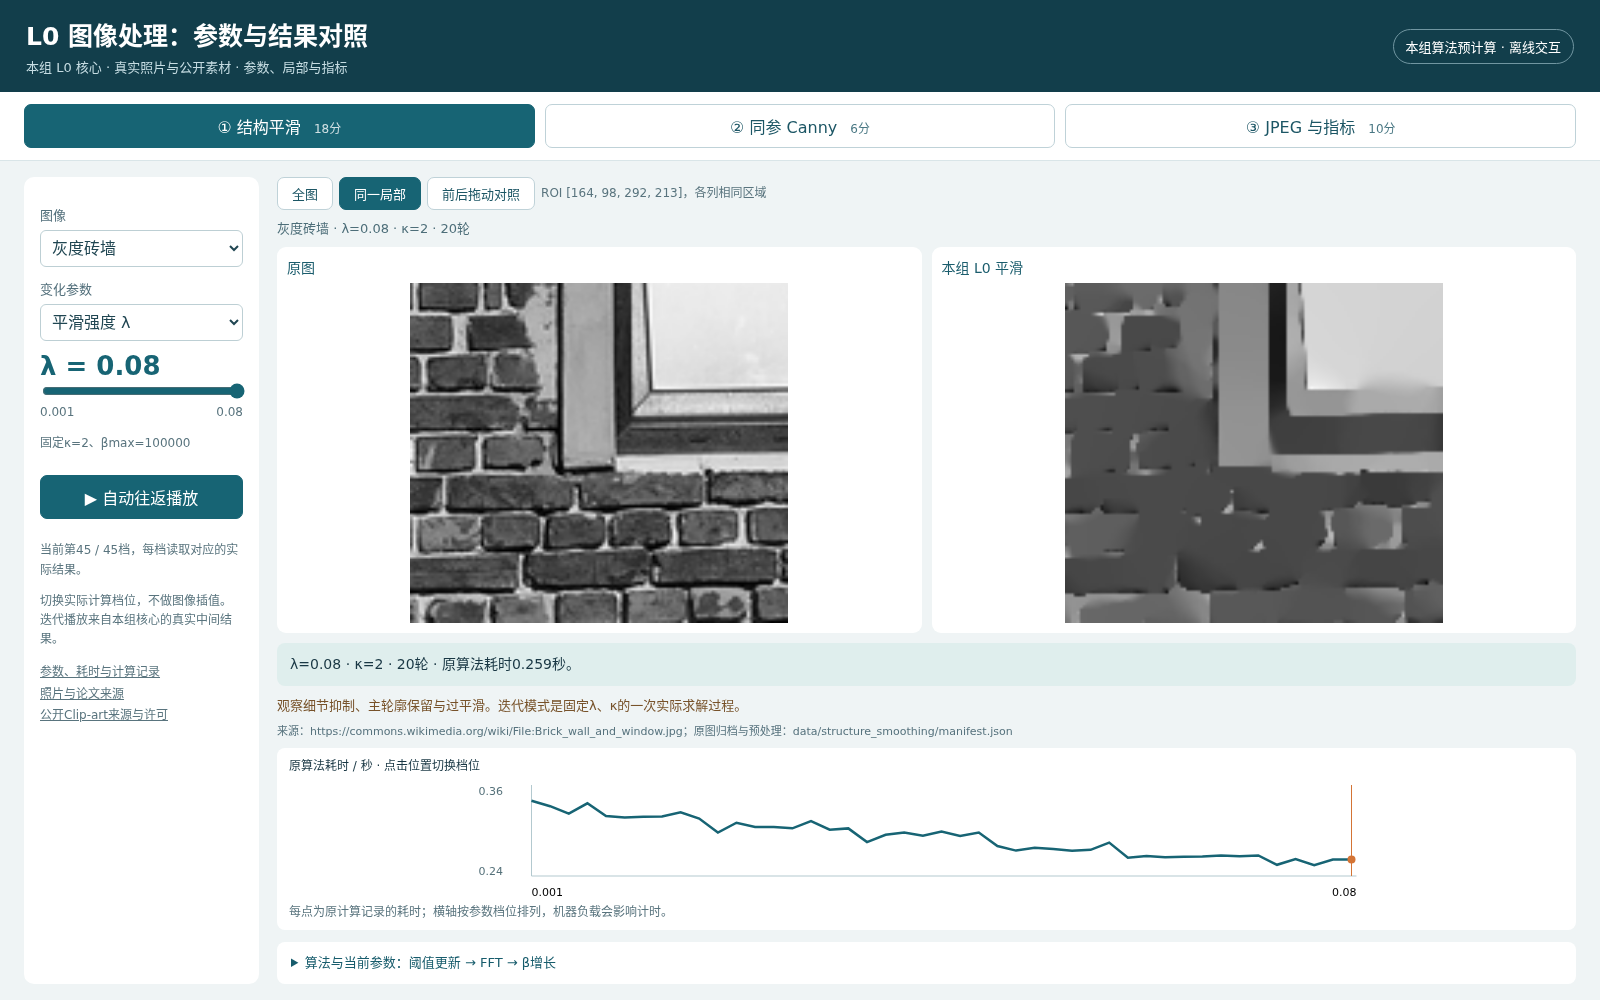 L0 图像处理：参数与结果对照
本组 L0 核心 · 真实照片与公开素材 · 参数、局部与指标
本组算法预计算 · 离线交互
① 结构平滑 18分
② 同参 Canny 6分
③ JPEG 与指标 10分
图像
灰度砖墙
变化参数
平滑强度 λ
λ = 0.08
0.001 0.08
固定κ=2、βmax=100000
▶ 自动往返播放
当前第45 / 45档，每档读取对应的实
际结果。
切换实际计算档位，不做图像插值。
迭代播放来自本组核心的真实中间结
果。
参数、耗时与计算记录
照片与论文来源
公开Clip-art来源与许可
全图 同一局部 前后拖动对照 ROI [164, 98, 292, 213]，各列相同区域
灰度砖墙 · λ=0.08 · κ=2 · 20轮
原图
本组 L0 平滑
λ=0.08 · κ=2 · 20轮 · 原算法耗时0.259秒。
观察细节抑制、主轮廓保留与过平滑。迭代模式是固定λ、κ的一次实际求解过程。
来源：https://commons.wikimedia.org/wiki/File:Brick_wall_and_window.jpg；原图归档与预处理：data/structure_smoothing/manifest.json
原算法耗时 / 秒 · 点击位置切换档位
0.36
0.24
0.001 0.08
每点为原计算记录的耗时；横轴按参数档位排列，机器负载会影响计时。
▶ 算法与当前参数：阈值更新 → FFT → β增长